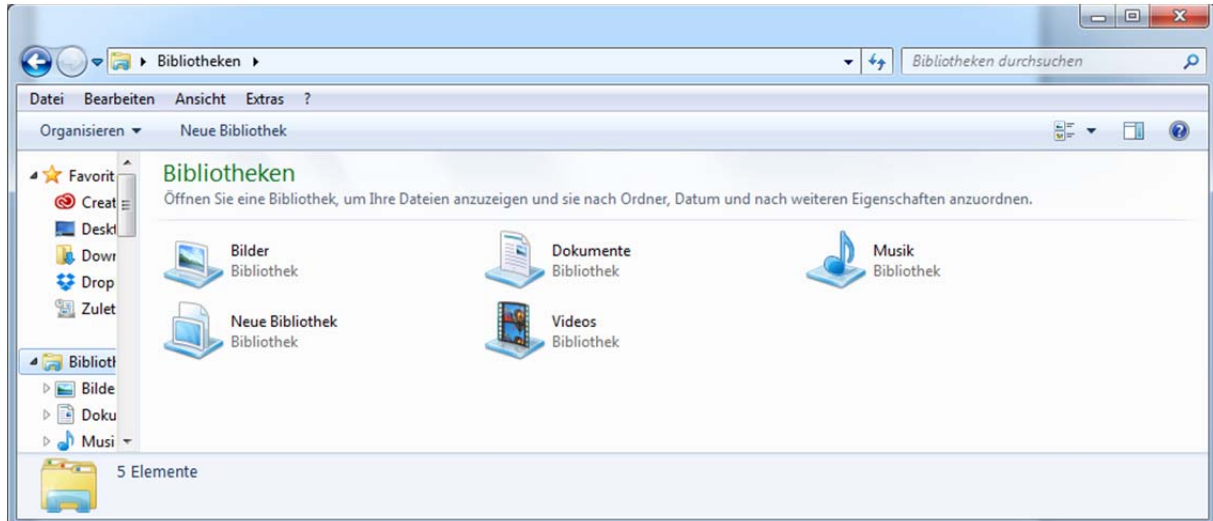 Bibliotheken
Bibliotheken durchsuchen
Datei Bearbeiten Ansicht Extras ?
Organisieren Neue Bibliothek
Favorit
Creat
Deskt
Down
Drop
Zulet
Biblioth
Bilde
Doku
Musi
Bibliotheken
Öffnen Sie eine Bibliothek, um Ihre Dateien anzuzeigen und sie nach Ordner, Datum und nach weiteren Eigenschaften anzuordnen.
Bilder
Bibliothek
Dokumente
Bibliothek
Musik
Bibliothek
Neue Bibliothek
Bibliothek
Videos
Bibliothek
5 Elemente